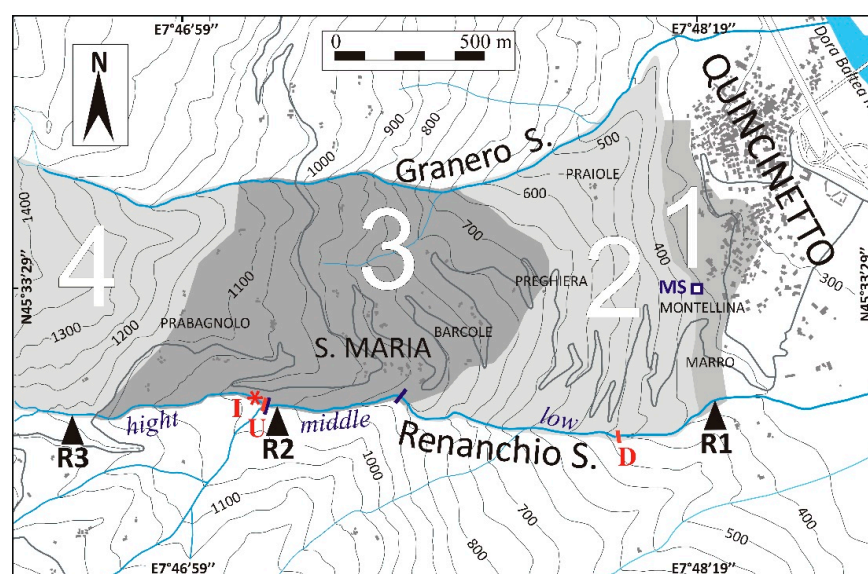 E7°46'59"
E7°48'19"
0 500 m
N
Dora Baltea R
QUINCINETTO
900
800
1000
Granero S.
500
PRAIOLE
600
1400
1
3
4
2
700
400
1100
PREGHIERA
MS
MONTELLINA
300
N45°33'29"
N45°33'29"
1300
1200
PRABAGNOLO
BARCOLE
S. MARIA
MARRO
I
U
hight
middle
low
R3
R2
Renanchio S.
D
R1
1100
1000
900
700
800
600
500
400
E7°46'59"
E7°48'19"